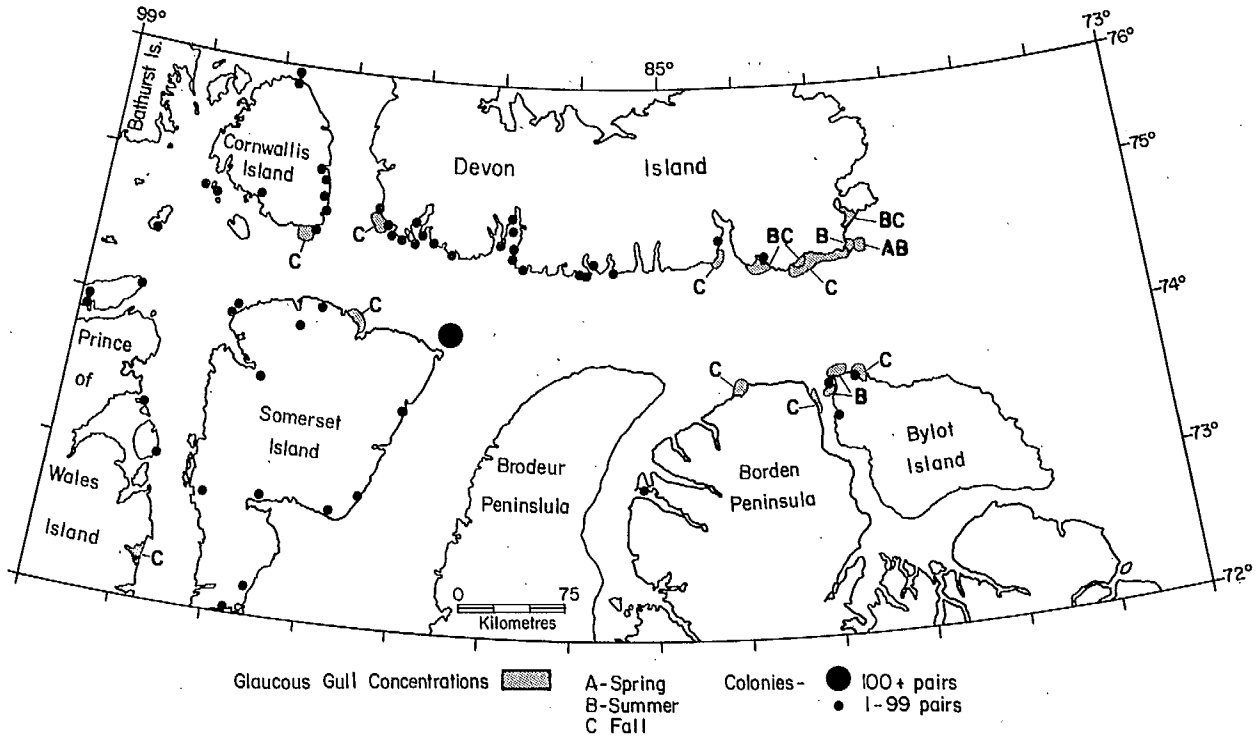 99°
73°
76°
85°
Bathurst Is.
Cornwallis
Island
Devon Island
75°
BC
B
AB
C
C
BC
C
C
74°
C
Prince
of
Wales
Island
C
Somerset
Island
C
C
C
B
Brodeur
Peninslula
Borden
Peninsula
Bylot
Island
73°
72°
0 75
Kilometres
Glaucous Gull Concentrations
A-Spring
B-Summer
C Fall
Colonies-
100+ pairs
1-99 pairs